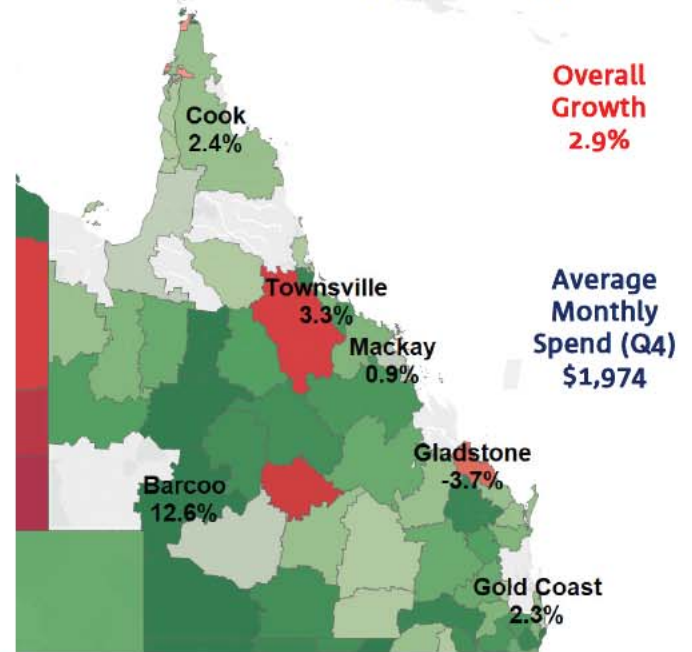 Overall
Growth
2.9%
Cook
2.4%
Townsville
3.3%
Average
Monthly
Spend (Q4)
$1,974
Mackay
0.9%
Gladstone
-3.7%
Barcoo
12.6%
Gold Coast
2.3%